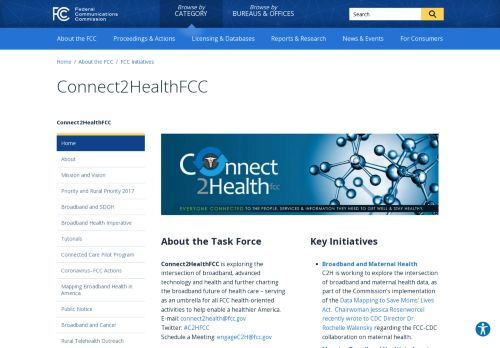 FCC
Federal
Communications
Commission
Browse by
CATEGORY
Browse by
BUREAUS & OFFICES
Search
About the FCC
Proceedings & Actions
Licensing & Databases
Reports & Research
News & Events
For Consumers
Home / About the FCC / FCC Initiatives
Connect2HealthFCC
Connect2HealthFCC
Home
About
Mission and Vision
Priority and Rural Priority 2017
Broadband and SDOH
Broadband Health Imperative
Tutorials
Connected Care Pilot Program
Coronavirus-FCC Actions
Mapping Broadband Health in
America
Public Notice
Broadband and Cancer
Rural Telehealth Outreach
Connect
2Health FCC
EVERYONE CONNECTED TO THE PEOPLE, SERVICES & INFORMATION THEY NEED TO GET WELL & STAY HEALTHY.
About the Task Force
Connect2HealthFCC is exploring the
intersection of broadband, advanced
technology and health and further charting
the broadband future of health care – serving
as an umbrella for all FCC health-oriented
activities to help enable a healthier America.
E-mail: connect2health@fcc.gov
Twitter: #C2HFCC
Schedule a Meeting: engageC2H@fcc.gov
Key Initiatives
Broadband and Maternal Health
C2H is working to explore the intersection
of broadband and maternal health data, as
part of the Commission's implementation
of the Data Mapping to Save Moms' Lives
Act. Chairwoman Jessica Rosenworcel
recently wrote to CDC Director Dr.
Rochelle Walensky regarding the FCC-CDC
collaboration on maternal health.